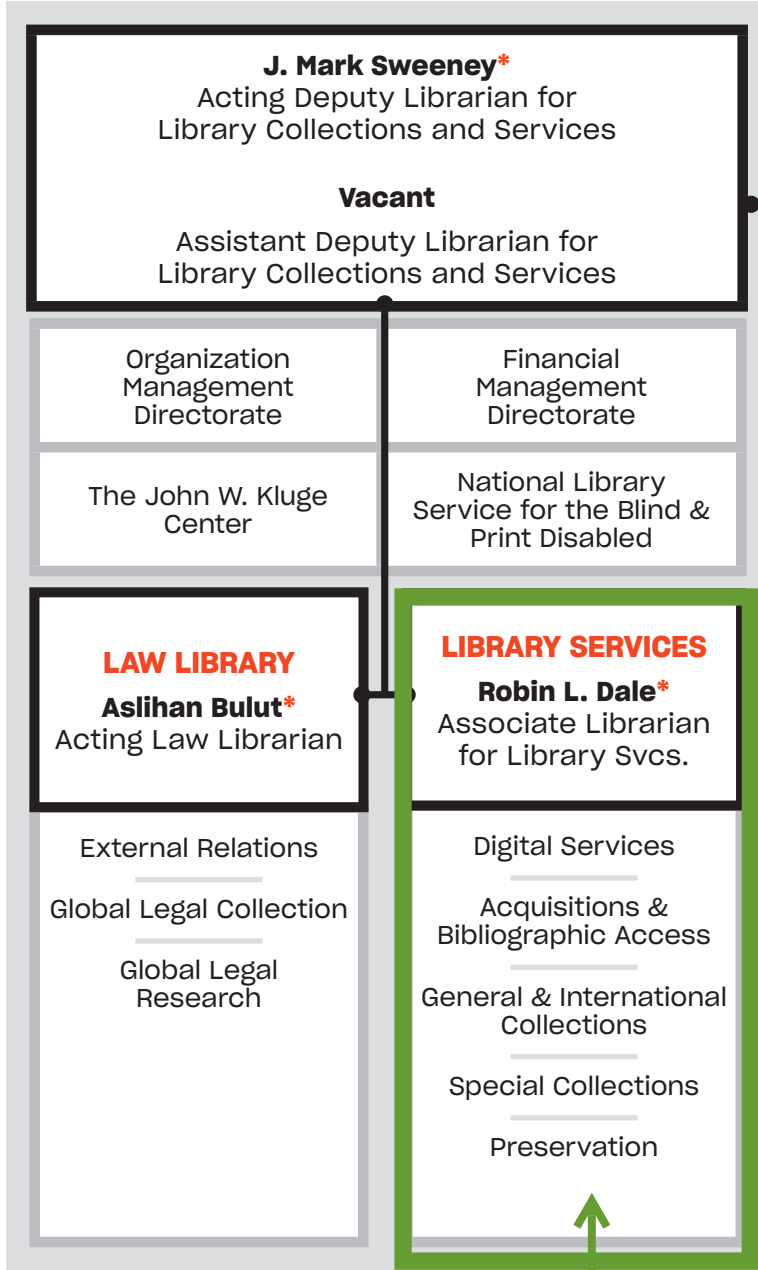 J. Mark Sweeney*
Acting Deputy Librarian for
Library Collections and Services
Vacant
Assistant Deputy Librarian for
Library Collections and Services
Organization
Management
Directorate
Financial
Management
Directorate
The John W. Kluge
Center
National Library
Service for the Blind &
Print Disabled
LAW LIBRARY
Aslihan Bulut*
Acting Law Librarian
External Relations
Global Legal Collection
Global Legal
Research
LIBRARY SERVICES
Robin L. Dale*
Associate Librarian
for Library Svcs.
Digital Services
Acquisitions &
Bibliographic Access
General & International
Collections
Special Collections
Preservation